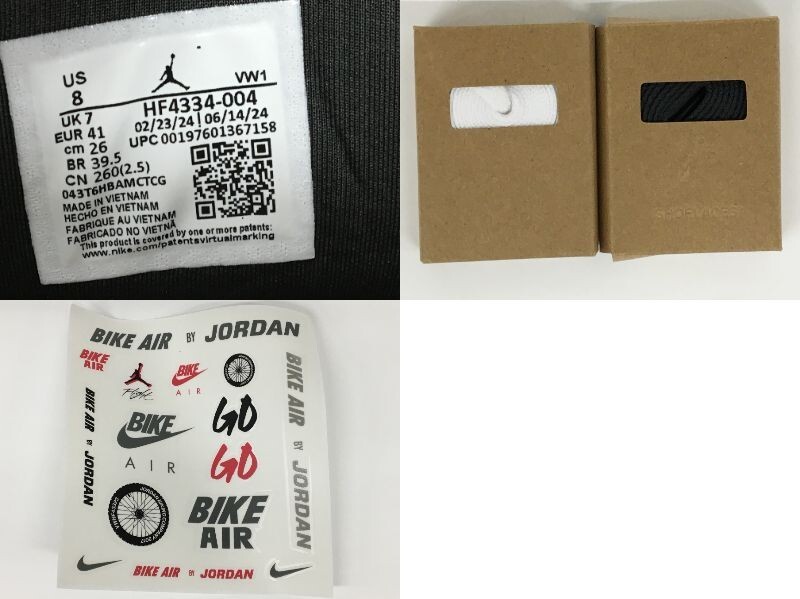 US
8
VW1
HF4334-004
UK 7
02/23/24 | 06/14/24
EUR 41
UPC 00197601367158
cm 26
BR 39.5
CN 260(2.5)
043T6HBAMCTCG
MADE IN VIETNAM
HECHO EN VIETNAM
FABRIQUE AU VIETNAM
FABRICADO NO VIETNÃ
This product is covered by one or more patents:
www.nike.com/patentsvirtualmarking
SHOELACES
BIKE AIR BY JORDAN
BIKE
AIR
Flight
BIKE
AIR
BIKE AIR BY JORDAN
BIKE
AIR
GO
GO
BIKE AIR BY JORDAN
BIKE
AIR
BIKE AIR BY JORDAN